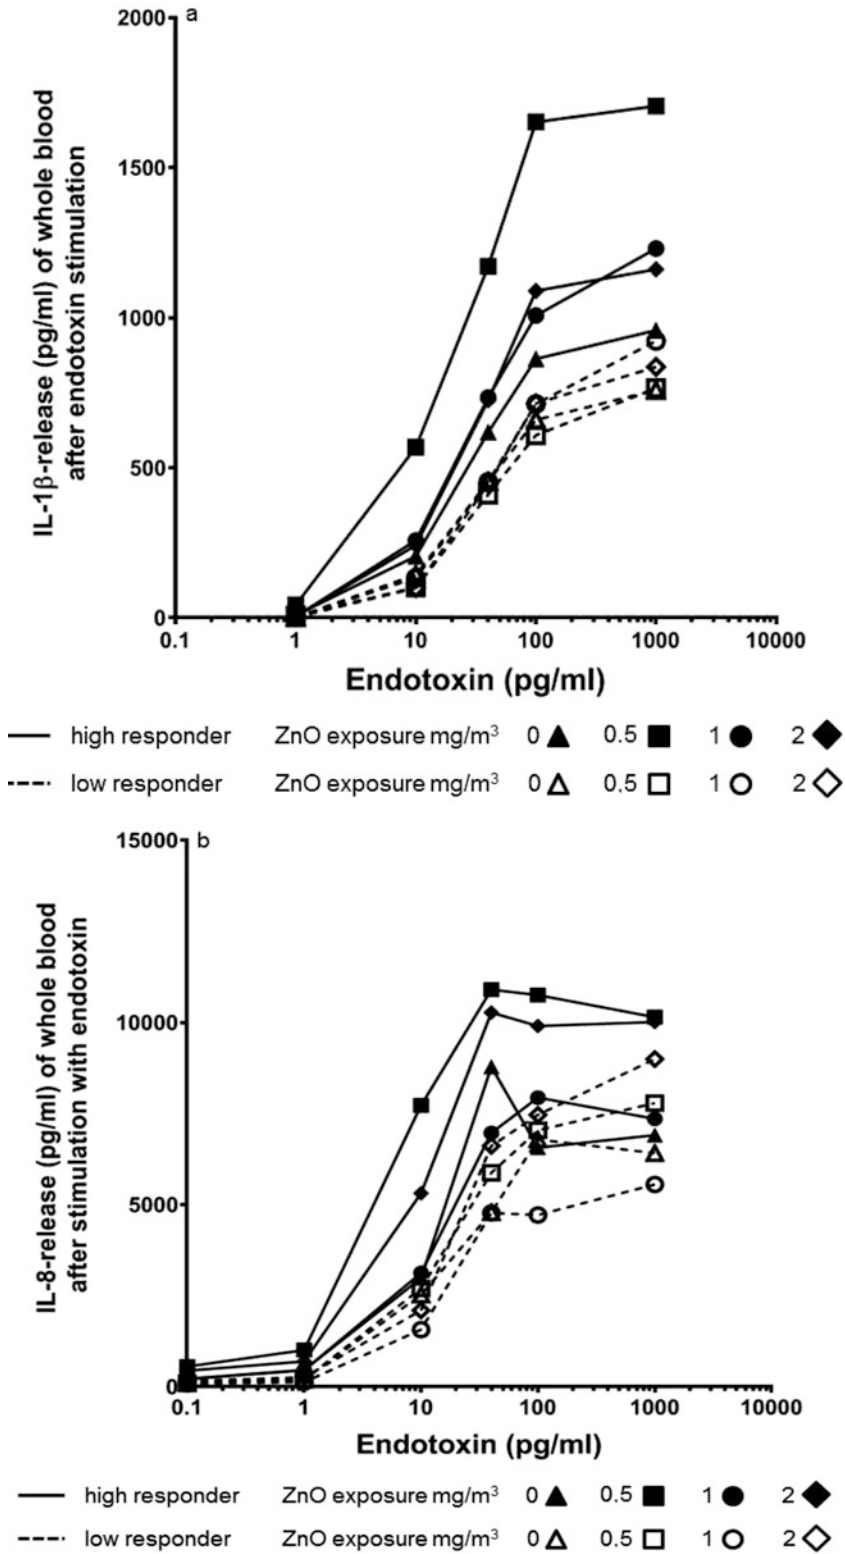 a
2000
1500
1000
500
0
IL-1β-release (pg/ml) of whole blood
after endotoxin stimulation
0.1 1 10 100 1000 10000
Endotoxin (pg/ml)
high responder ZnO exposure mg/m³ 0 0.5 1 2
low responder ZnO exposure mg/m³ 0 0.5 1 2
b
15000
10000
5000
0
IL-8-release (pg/ml) of whole blood
after stimulation with endotoxin
0.1 1 10 100 1000 10000
Endotoxin (pg/ml)
high responder ZnO exposure mg/m³ 0 0.5 1 2
low responder ZnO exposure mg/m³ 0 0.5 1 2